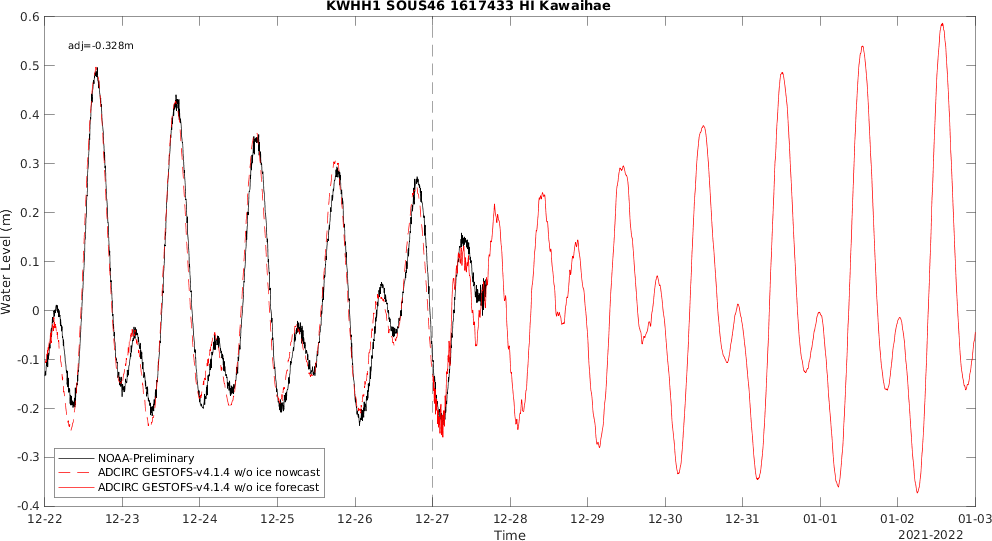 KWHH1 SOUS46 1617433 HI Kawaihae
adj=-0.328m
0.6
0.5
0.4
0.3
0.2
0.1
0
-0.1
-0.2
-0.3
-0.4
Water Level (m)
NOAA-Preliminary
ADCIRC GESTOFS-v4.1.4 w/o ice nowcast
ADCIRC GESTOFS-v4.1.4 w/o ice forecast
12-22 12-23 12-24 12-25 12-26 12-27 12-28 12-29 12-30 12-31 01-01 01-02 01-03
Time
2021-2022